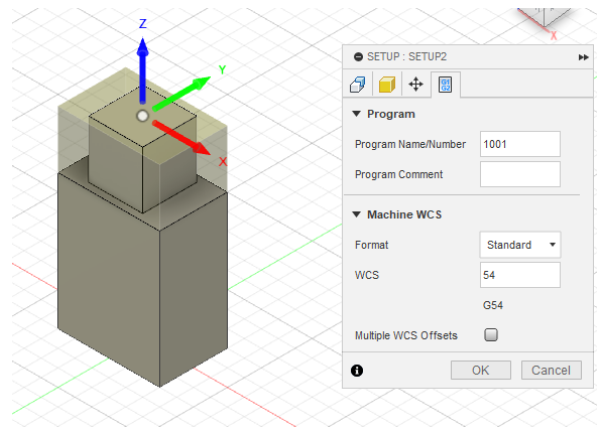 Z
Y
X
X
SETUP : SETUP2
Program
Program Name/Number 1001
Program Comment
Machine WCS
Format Standard
WCS 54
G54
Multiple WCS Offsets
OK Cancel